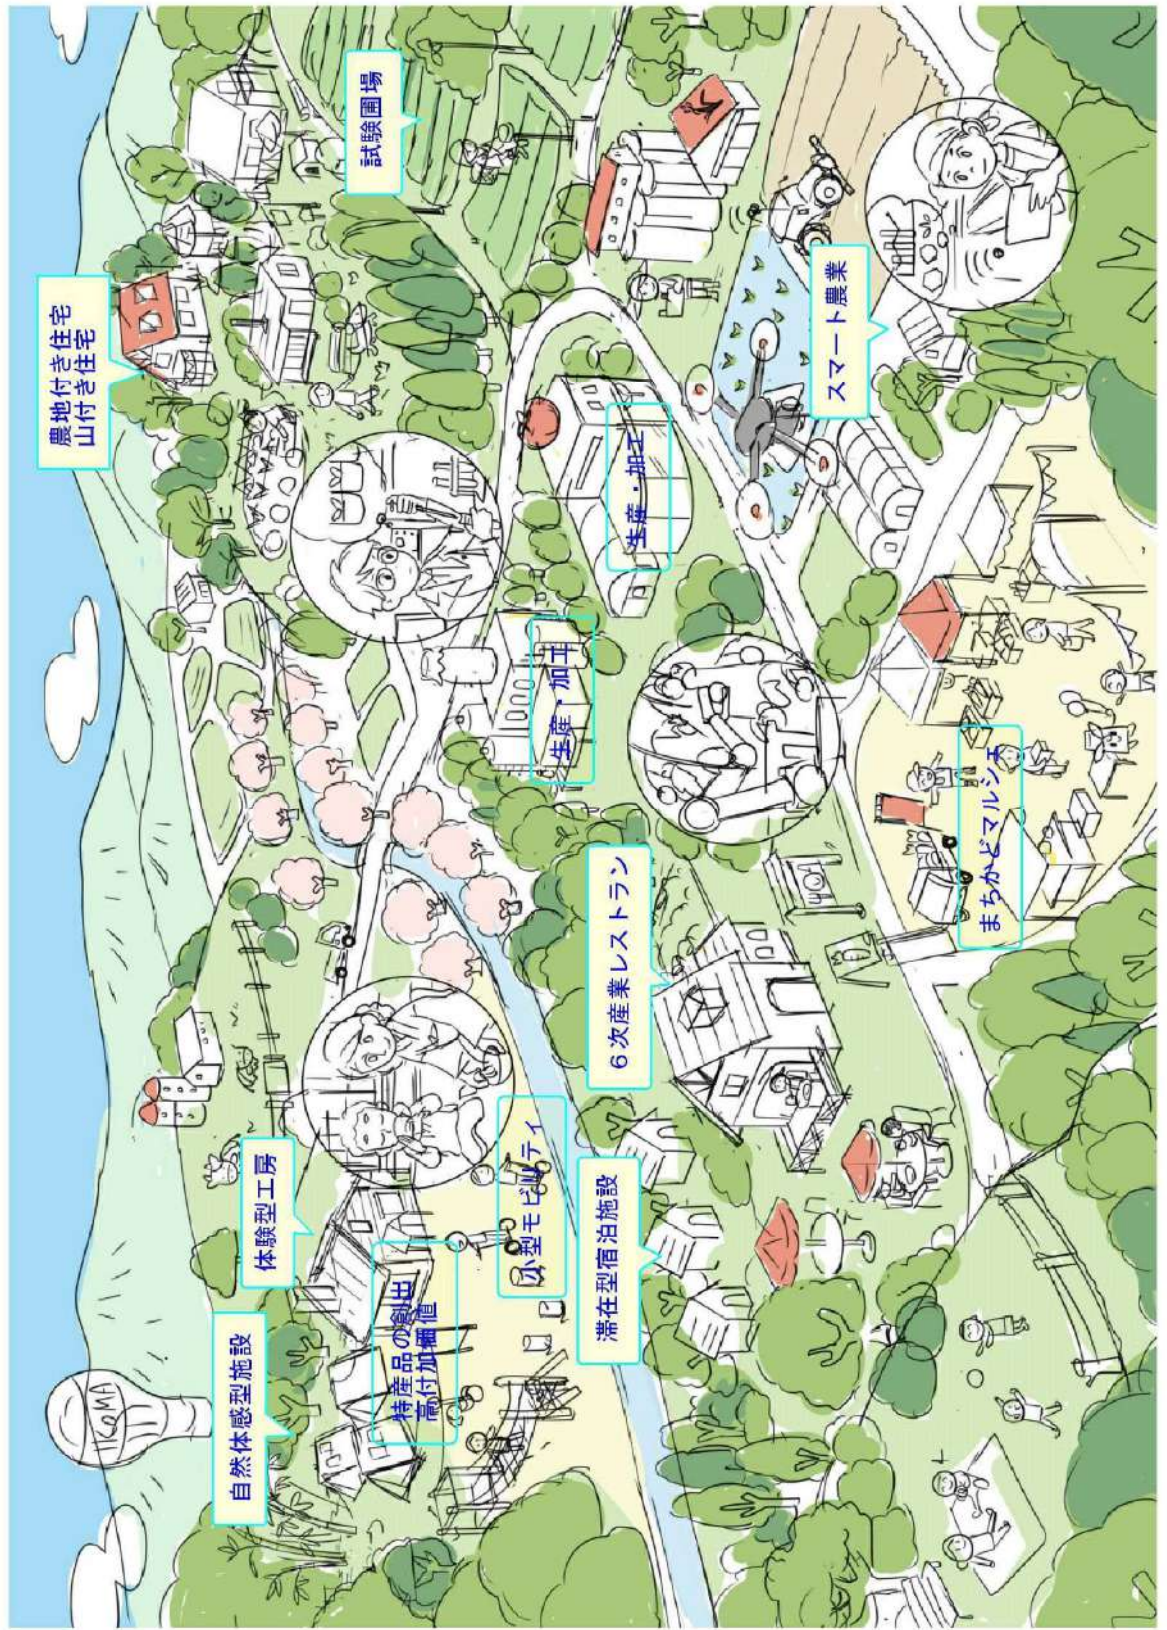 農地付き住宅
山付き住宅
IKOMA
自然体感型施設
体験型工房
試験圃場
特産品の創出
高付加価値
小型モビリティ
生産・加工
滞在型宿泊施設
6次産業レストラン
生産・加工
スマート農業
まちかどマルシェ